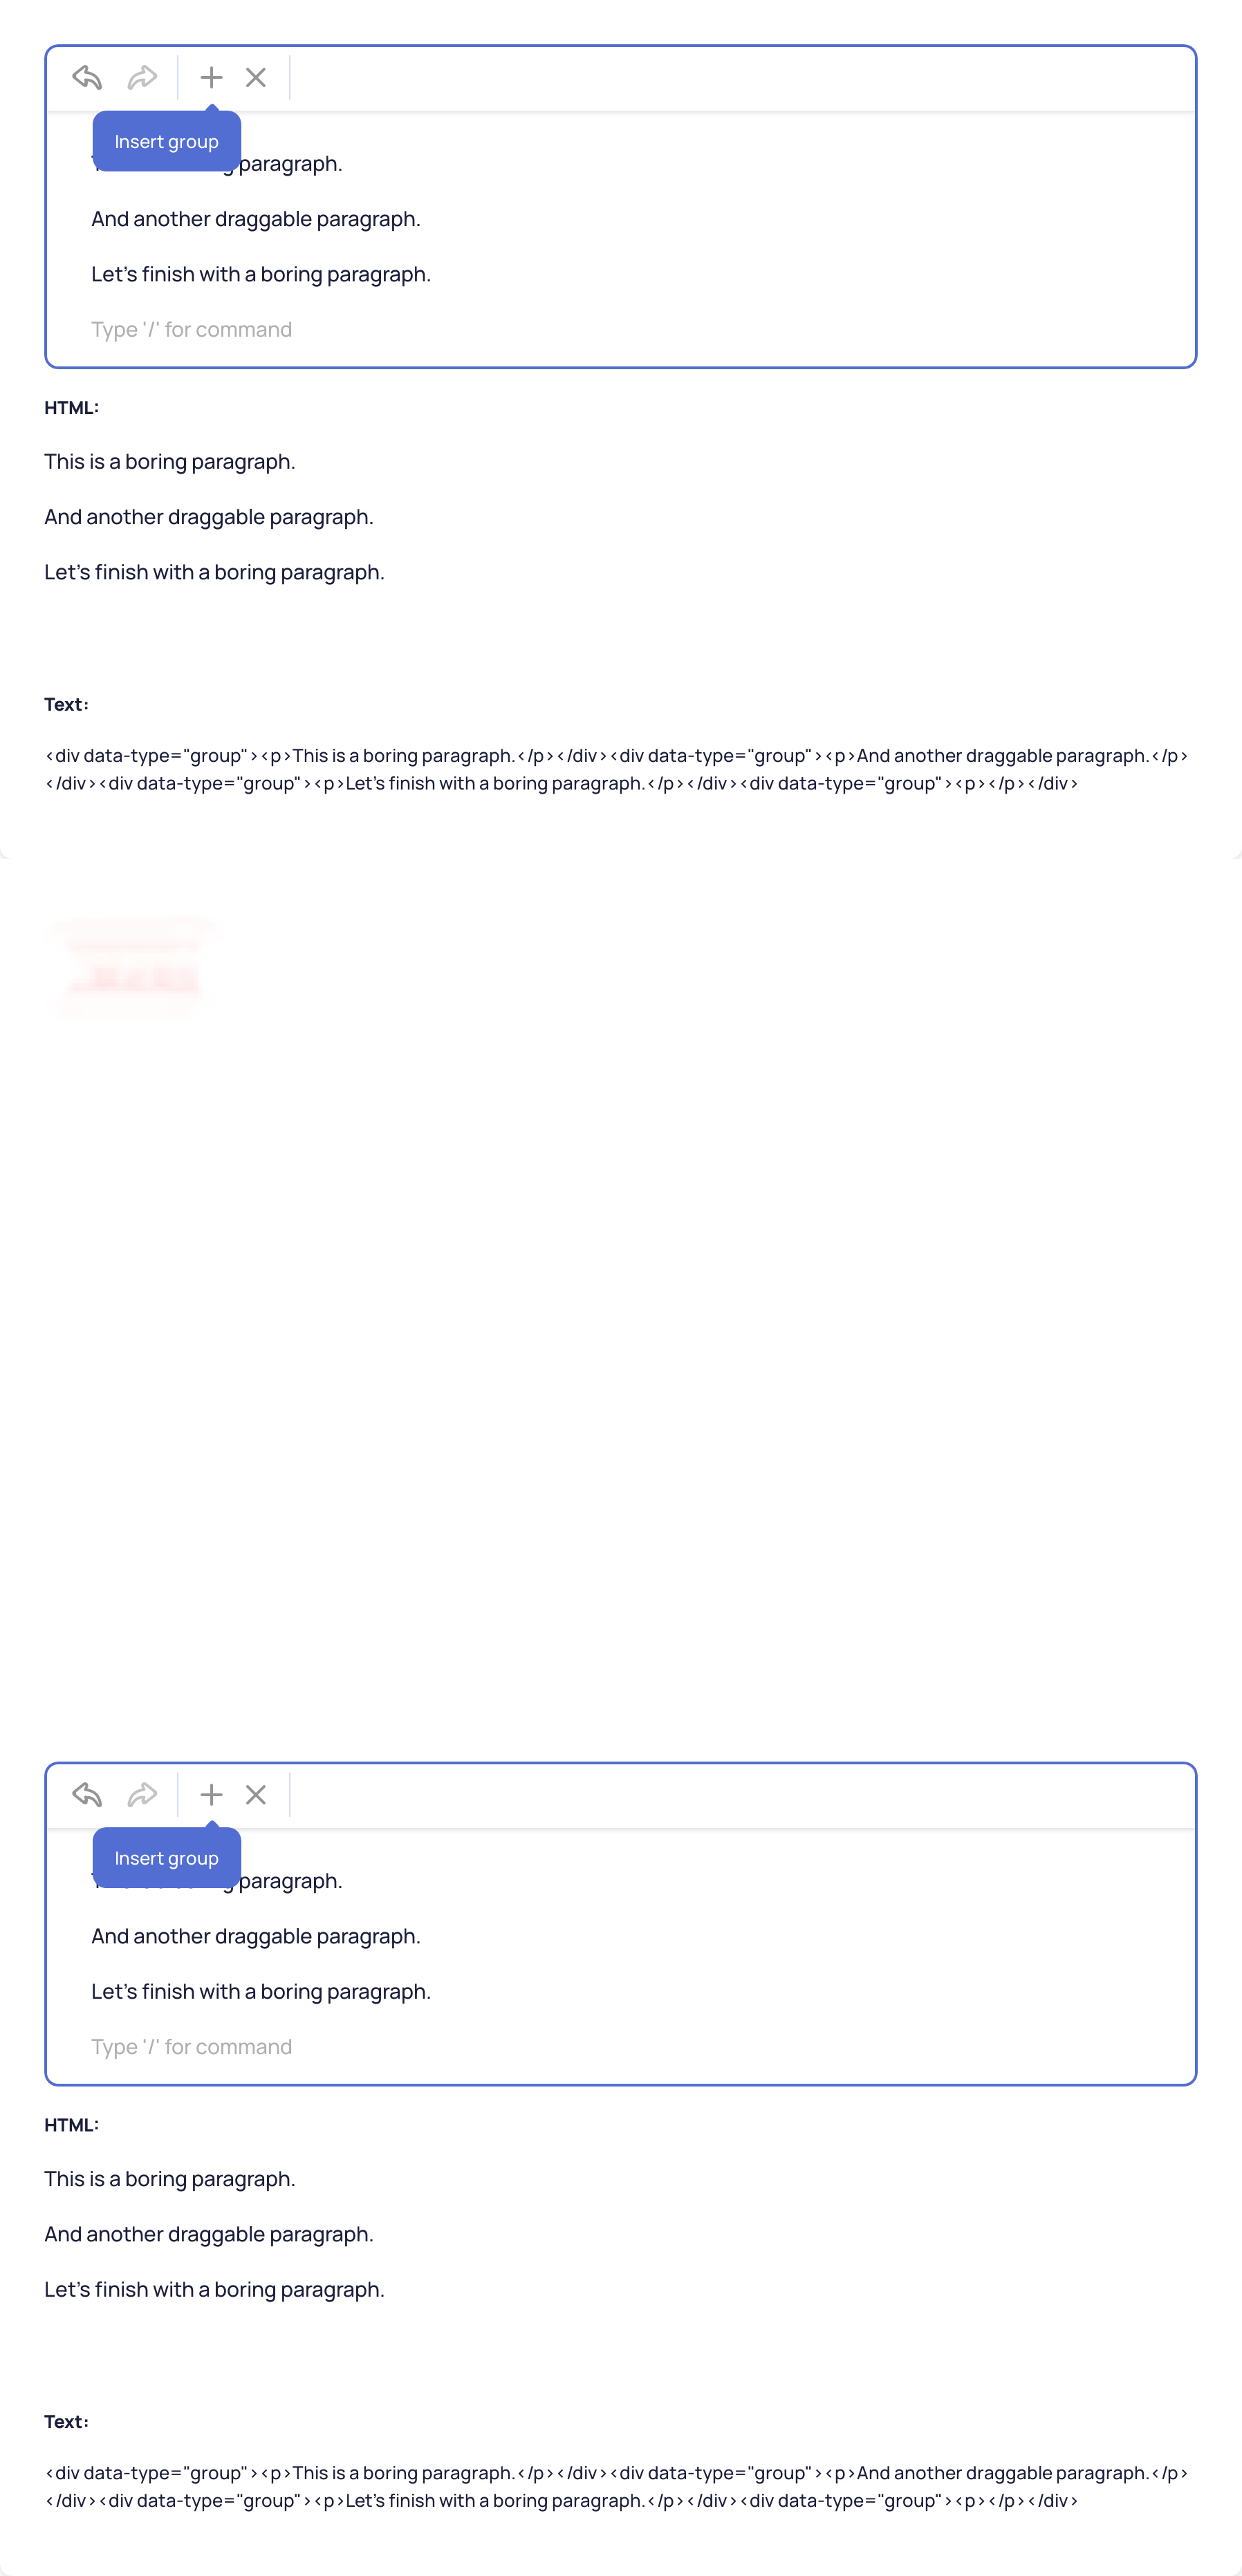 Insert group
paragraph.
And another draggable paragraph.
Let's finish with a boring paragraph.
Type '/' for command
HTML:
This is a boring paragraph.
And another draggable paragraph.
Let's finish with a boring paragraph.
Text:
<div data-type="group"><p>This is a boring paragraph.</p></div><div data-type="group"><p>And another draggable paragraph.</p>
</div><div data-type="group"><p>Let's finish with a boring paragraph.</p></div><div data-type="group"><p></p></div>
Insert group
paragraph.
And another draggable paragraph.
Let's finish with a boring paragraph.
Type '/' for command
HTML:
This is a boring paragraph.
And another draggable paragraph.
Let's finish with a boring paragraph.
Text:
<div data-type="group"><p>This is a boring paragraph.</p></div><div data-type="group"><p>And another draggable paragraph.</p>
</div><div data-type="group"><p>Let's finish with a boring paragraph.</p></div><div data-type="group"><p></p></div>